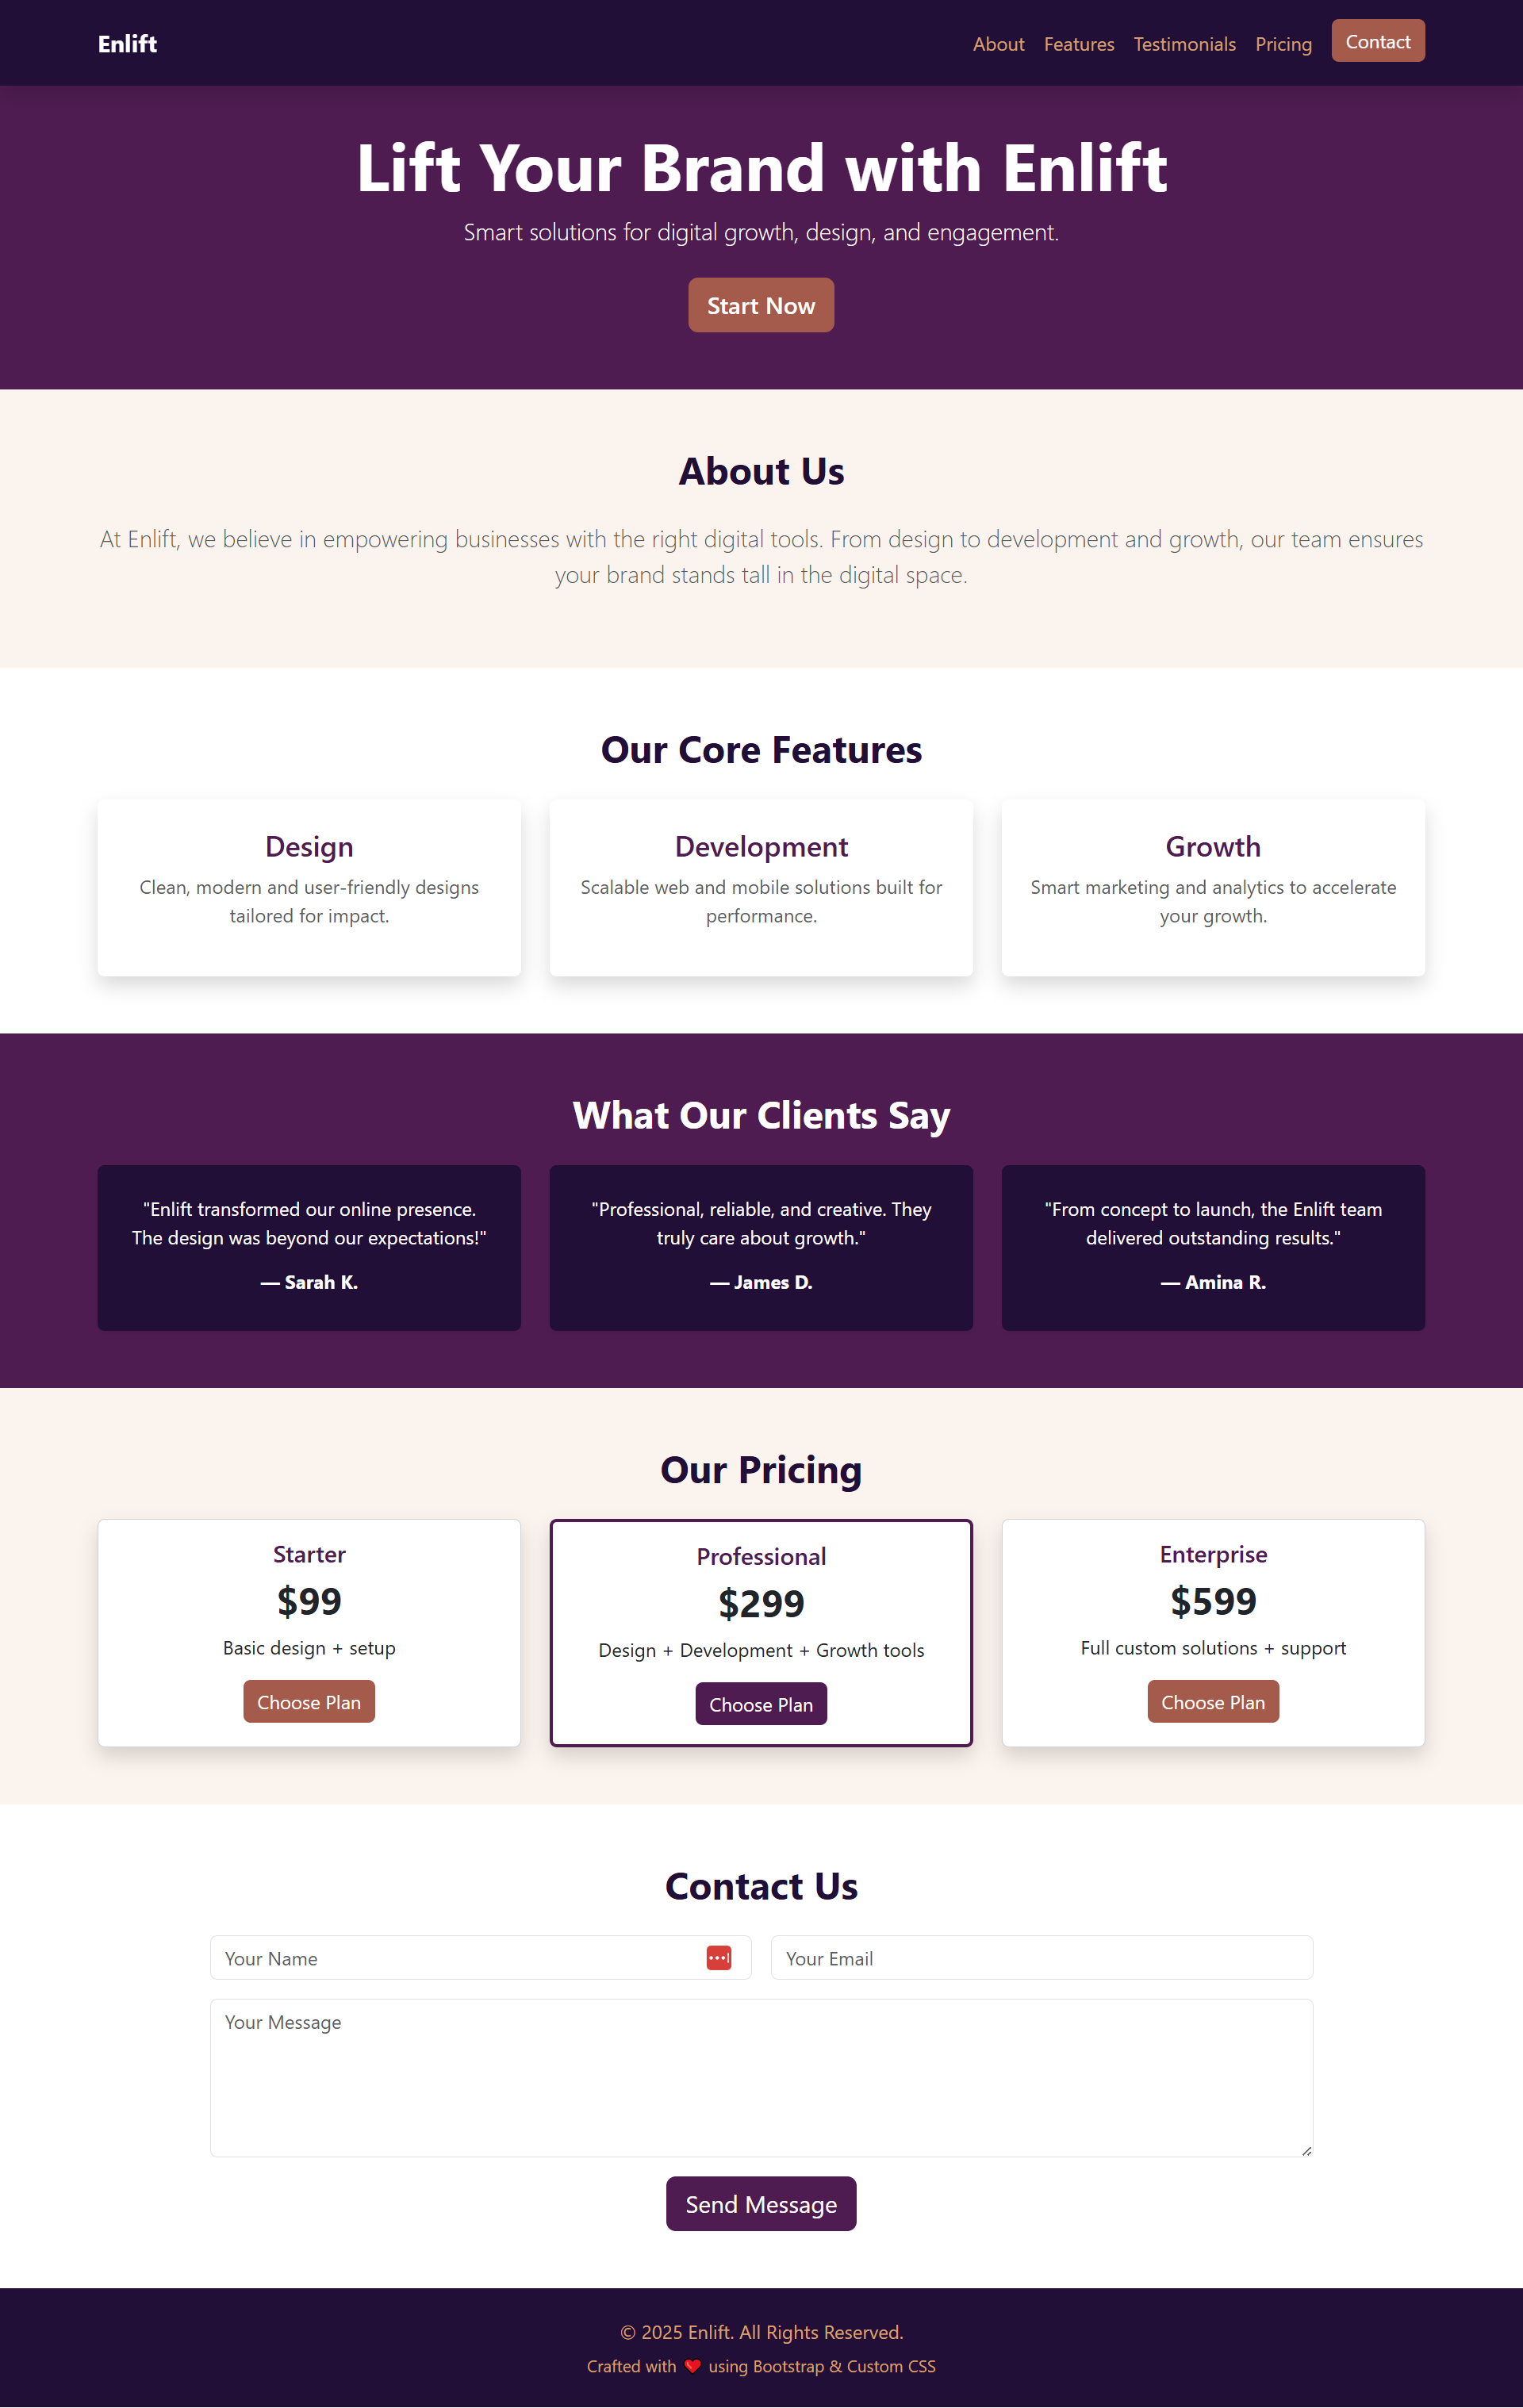 Enlift
About Features Testimonials Pricing Contact
Lift Your Brand with Enlift
Smart solutions for digital growth, design, and engagement.
Start Now
About Us
At Enlift, we believe in empowering businesses with the right digital tools. From design to development and growth, our team ensures
your brand stands tall in the digital space.
Our Core Features
Design
Clean, modern and user-friendly designs
tailored for impact.
Development
Scalable web and mobile solutions built for
performance.
Growth
Smart marketing and analytics to accelerate
your growth.
What Our Clients Say
"Enlift transformed our online presence.
The design was beyond our expectations!"
— Sarah K.
"Professional, reliable, and creative. They
truly care about growth."
— James D.
"From concept to launch, the Enlift team
delivered outstanding results."
— Amina R.
Our Pricing
Starter
$99
Basic design + setup
Choose Plan
Professional
$299
Design + Development + Growth tools
Choose Plan
Enterprise
$599
Full custom solutions + support
Choose Plan
Contact Us
Your Name
Your Email
Your Message
Send Message
© 2025 Enlift. All Rights Reserved.
Crafted with ❤️ using Bootstrap & Custom CSS